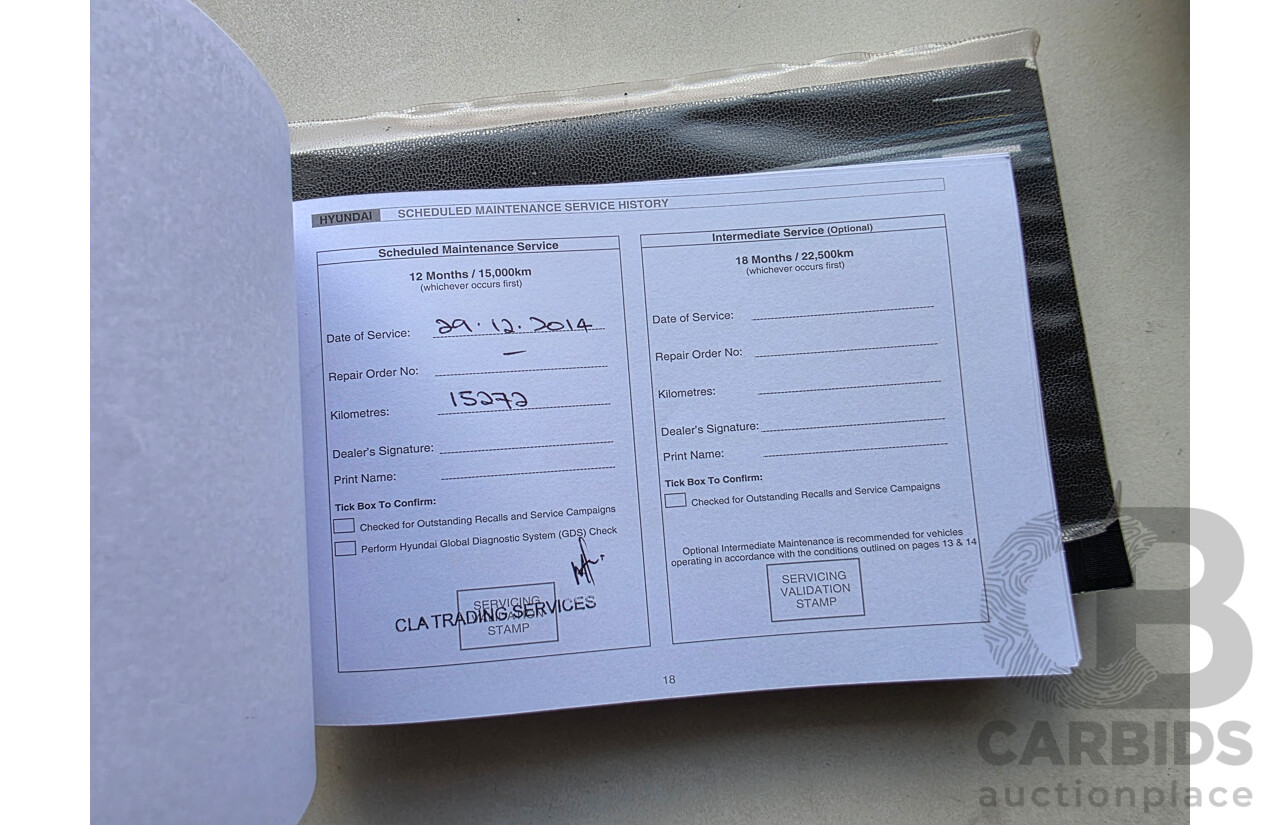 HYUNDAI SCHEDULED MAINTENANCE SERVICE HISTORY
Scheduled Maintenance Service
12 Months / 15,000km
(whichever occurs first)
Date of Service: 29.12.2014
Repair Order No: —
Kilometres: 15272
Dealer's Signature:
Print Name:
Tick Box To Confirm:
Checked for Outstanding Recalls and Service Campaigns
Perform Hyundai Global Diagnostic System (GDS) Check
SERVICING
VALIDATION
STAMP
CLA TRADING SERVICES
Intermediate Service (Optional)
18 Months / 22,500km
(whichever occurs first)
Date of Service:
Repair Order No:
Kilometres:
Dealer's Signature:
Print Name:
Tick Box To Confirm:
Checked for Outstanding Recalls and Service Campaigns
Optional Intermediate Maintenance is recommended for vehicles
operating in accordance with the conditions outlined on pages 13 & 14
SERVICING
VALIDATION
STAMP
18
CARBIDS
auctionplace